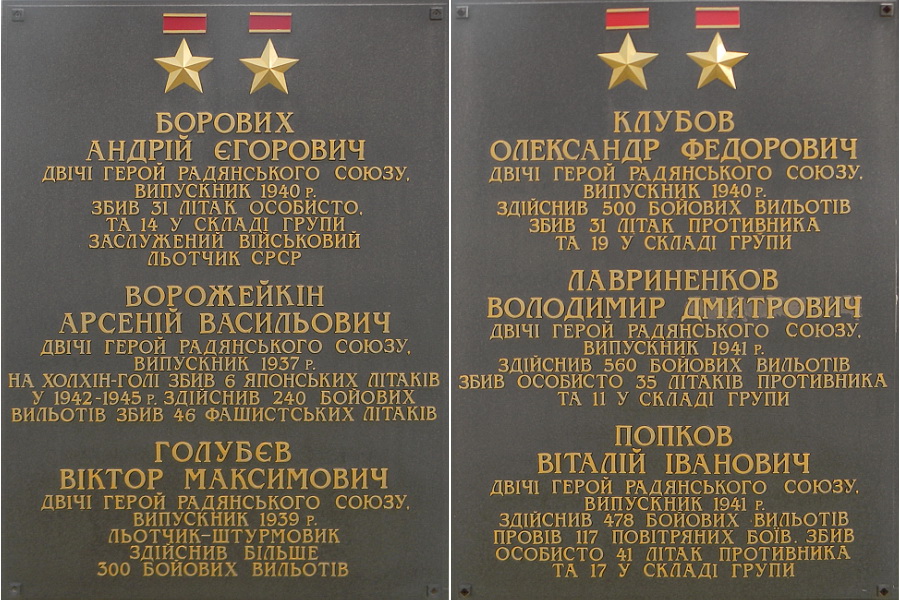 БОРОВИХ
АНДРІЙ ЄГОРОВИЧ
ДВІЧІ ГЕРОЙ РАДЯНСЬКОГО СОЮЗУ,
ВИПУСКНИК 1940 р.
ЗБИВ 31 ЛІТАК ОСОБИСТО,
ТА 14 У СКЛАДІ ГРУПИ
ЗАСЛУЖЕНИЙ ВІЙСЬКОВИЙ
ЛЬОТЧИК СРСР
ВОРОЖЕЙКІН
АРСЕНІЙ ВАСИЛЬОВИЧ
ДВІЧІ ГЕРОЙ РАДЯНСЬКОГО СОЮЗУ,
ВИПУСКНИК 1937 р.
НА ХОЛХІН-ГОЛІ ЗБИВ 6 ЯПОНСЬКИХ ЛІТАКІВ
У 1942-1945 р. ЗДІЙСНИВ 240 БОЙОВИХ
ВИЛЬОТІВ ЗБИВ 46 ФАШИСТСЬКИХ ЛІТАКІВ
ГОЛУБЄВ
ВІКТОР МАКСИМОВИЧ
ДВІЧІ ГЕРОЙ РАДЯНСЬКОГО СОЮЗУ,
ВИПУСКНИК 1939 р.
ЛЬОТЧИК-ШТУРМОВИК
ЗДІЙСНИВ БІЛЬШЕ
300 БОЙОВИХ ВИЛЬОТІВ
КЛУБОВ
ОЛЕКСАНДР ФЕДОРОВИЧ
ДВІЧІ ГЕРОЙ РАДЯНСЬКОГО СОЮЗУ,
ВИПУСКНИК 1940 р.
ЗДІЙСНИВ 500 БОЙОВИХ ВИЛЬОТІВ
ЗБИВ 31 ЛІТАК ПРОТИВНИКА
ТА 19 У СКЛАДІ ГРУПИ
ЛАВРИНЕНКОВ
ВОЛОДИМИР ДМИТРОВИЧ
ДВІЧІ ГЕРОЙ РАДЯНСЬКОГО СОЮЗУ,
ВИПУСКНИК 1941 р.
ЗДІЙСНИВ 560 БОЙОВИХ ВИЛЬОТІВ
ЗБИВ ОСОБИСТО 35 ЛІТАКІВ ПРОТИВНИКА
ТА 11 У СКЛАДІ ГРУПИ
ПОПКОВ
ВІТАЛІЙ ІВАНОВИЧ
ДВІЧІ ГЕРОЙ РАДЯНСЬКОГО СОЮЗУ,
ВИПУСКНИК 1941 р.
ЗДІЙСНИВ 478 БОЙОВИХ ВИЛЬОТІВ
ПРОВІВ 117 ПОВІТРЯНИХ БОЇВ. ЗБИВ
ОСОБИСТО 41 ЛІТАК ПРОТИВНИКА
ТА 17 У СКЛАДІ ГРУПИ